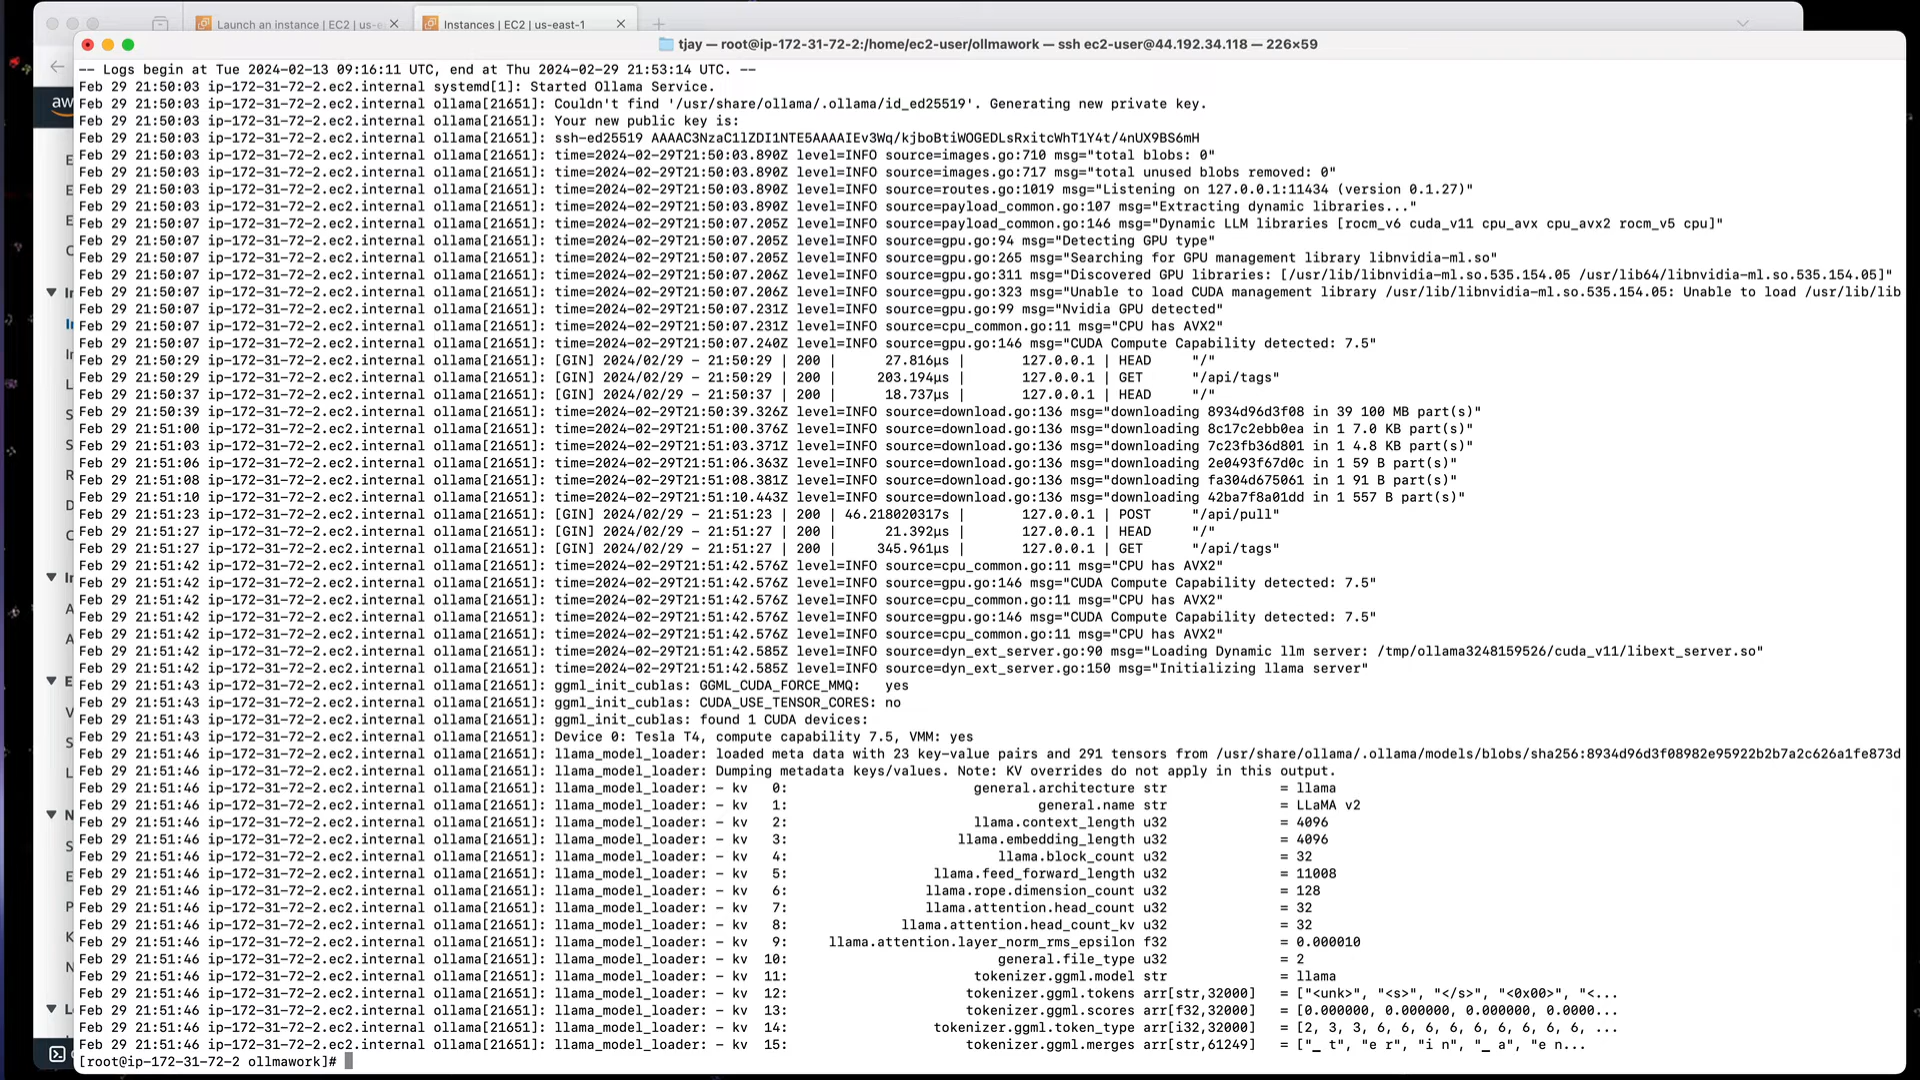 Launch an instance | EC2 | us-e
Instances | EC2 | us-east-1
tjay — root@ip-172-31-72-2:/home/ec2-user/ollmawork — ssh ec2-user@44.192.34.118 — 226×59
-- Logs begin at Tue 2024-02-13 09:16:11 UTC, end at Thu 2024-02-29 21:53:14 UTC. --
Feb 29 21:50:03 ip-172-31-72-2.ec2.internal systemd[1]: Started Ollama Service.
Feb 29 21:50:03 ip-172-31-72-2.ec2.internal ollama[21651]: Couldn't find '/usr/share/ollama/.ollama/id_ed25519'. Generating new private key.
Feb 29 21:50:03 ip-172-31-72-2.ec2.internal ollama[21651]: Your new public key is:
Feb 29 21:50:03 ip-172-31-72-2.ec2.internal ollama[21651]: ssh-ed25519 AAAAC3NzaC1lZDI1NTE5AAAAIEv3Wq/kjboBtiWOGEDLsRxitcWhT1Y4t/4nUX9BS6mH
Feb 29 21:50:03 ip-172-31-72-2.ec2.internal ollama[21651]: time=2024-02-29T21:50:03.890Z level=INFO source=images.go:710 msg="total blobs: 0"
Feb 29 21:50:03 ip-172-31-72-2.ec2.internal ollama[21651]: time=2024-02-29T21:50:03.890Z level=INFO source=images.go:717 msg="total unused blobs removed: 0"
Feb 29 21:50:03 ip-172-31-72-2.ec2.internal ollama[21651]: time=2024-02-29T21:50:03.890Z level=INFO source=routes.go:1019 msg="Listening on 127.0.0.1:11434 (version 0.1.27)"
Feb 29 21:50:03 ip-172-31-72-2.ec2.internal ollama[21651]: time=2024-02-29T21:50:03.890Z level=INFO source=payload_common.go:107 msg="Extracting dynamic libraries..."
Feb 29 21:50:07 ip-172-31-72-2.ec2.internal ollama[21651]: time=2024-02-29T21:50:07.205Z level=INFO source=payload_common.go:146 msg="Dynamic LLM libraries [rocm_v6 cuda_v11 cpu_avx cpu_avx2 rocm_v5 cpu]"
Feb 29 21:50:07 ip-172-31-72-2.ec2.internal ollama[21651]: time=2024-02-29T21:50:07.205Z level=INFO source=gpu.go:94 msg="Detecting GPU type"
Feb 29 21:50:07 ip-172-31-72-2.ec2.internal ollama[21651]: time=2024-02-29T21:50:07.205Z level=INFO source=gpu.go:265 msg="Searching for GPU management library libnvidia-ml.so"
Feb 29 21:50:07 ip-172-31-72-2.ec2.internal ollama[21651]: time=2024-02-29T21:50:07.206Z level=INFO source=gpu.go:311 msg="Discovered GPU libraries: [/usr/lib/libnvidia-ml.so.535.154.05 /usr/lib64/libnvidia-ml.so.535.154.05]"
Feb 29 21:50:07 ip-172-31-72-2.ec2.internal ollama[21651]: time=2024-02-29T21:50:07.206Z level=INFO source=gpu.go:323 msg="Unable to load CUDA management library /usr/lib/libnvidia-ml.so.535.154.05: Unable to load /usr/lib/lib
Feb 29 21:50:07 ip-172-31-72-2.ec2.internal ollama[21651]: time=2024-02-29T21:50:07.231Z level=INFO source=gpu.go:99 msg="Nvidia GPU detected"
Feb 29 21:50:07 ip-172-31-72-2.ec2.internal ollama[21651]: time=2024-02-29T21:50:07.231Z level=INFO source=cpu_common.go:11 msg="CPU has AVX2"
Feb 29 21:50:07 ip-172-31-72-2.ec2.internal ollama[21651]: time=2024-02-29T21:50:07.240Z level=INFO source=gpu.go:146 msg="CUDA Compute Capability detected: 7.5"
Feb 29 21:50:29 ip-172-31-72-2.ec2.internal ollama[21651]: [GIN] 2024/02/29 - 21:50:29 | 200 | 27.816µs | 127.0.0.1 | HEAD "/"
Feb 29 21:50:29 ip-172-31-72-2.ec2.internal ollama[21651]: [GIN] 2024/02/29 - 21:50:29 | 200 | 203.194µs | 127.0.0.1 | GET "/api/tags"
Feb 29 21:50:37 ip-172-31-72-2.ec2.internal ollama[21651]: [GIN] 2024/02/29 - 21:50:37 | 200 | 18.737µs | 127.0.0.1 | HEAD "/"
Feb 29 21:50:39 ip-172-31-72-2.ec2.internal ollama[21651]: time=2024-02-29T21:50:39.326Z level=INFO source=download.go:136 msg="downloading 8934d96d3f08 in 39 100 MB part(s)"
Feb 29 21:51:00 ip-172-31-72-2.ec2.internal ollama[21651]: time=2024-02-29T21:51:00.376Z level=INFO source=download.go:136 msg="downloading 8c17c2ebb0ea in 1 7.0 KB part(s)"
Feb 29 21:51:03 ip-172-31-72-2.ec2.internal ollama[21651]: time=2024-02-29T21:51:03.371Z level=INFO source=download.go:136 msg="downloading 7c23fb36d801 in 1 4.8 KB part(s)"
Feb 29 21:51:06 ip-172-31-72-2.ec2.internal ollama[21651]: time=2024-02-29T21:51:06.363Z level=INFO source=download.go:136 msg="downloading 2e0493f67d0c in 1 59 B part(s)"
Feb 29 21:51:08 ip-172-31-72-2.ec2.internal ollama[21651]: time=2024-02-29T21:51:08.381Z level=INFO source=download.go:136 msg="downloading fa304d675061 in 1 91 B part(s)"
Feb 29 21:51:10 ip-172-31-72-2.ec2.internal ollama[21651]: time=2024-02-29T21:51:10.443Z level=INFO source=download.go:136 msg="downloading 42ba7f8a01dd in 1 557 B part(s)"
Feb 29 21:51:23 ip-172-31-72-2.ec2.internal ollama[21651]: [GIN] 2024/02/29 - 21:51:23 | 200 | 46.218020317s | 127.0.0.1 | POST "/api/pull"
Feb 29 21:51:27 ip-172-31-72-2.ec2.internal ollama[21651]: [GIN] 2024/02/29 - 21:51:27 | 200 | 21.392µs | 127.0.0.1 | HEAD "/"
Feb 29 21:51:27 ip-172-31-72-2.ec2.internal ollama[21651]: [GIN] 2024/02/29 - 21:51:27 | 200 | 345.961µs | 127.0.0.1 | GET "/api/tags"
Feb 29 21:51:42 ip-172-31-72-2.ec2.internal ollama[21651]: time=2024-02-29T21:51:42.576Z level=INFO source=cpu_common.go:11 msg="CPU has AVX2"
Feb 29 21:51:42 ip-172-31-72-2.ec2.internal ollama[21651]: time=2024-02-29T21:51:42.576Z level=INFO source=gpu.go:146 msg="CUDA Compute Capability detected: 7.5"
Feb 29 21:51:42 ip-172-31-72-2.ec2.internal ollama[21651]: time=2024-02-29T21:51:42.576Z level=INFO source=cpu_common.go:11 msg="CPU has AVX2"
Feb 29 21:51:42 ip-172-31-72-2.ec2.internal ollama[21651]: time=2024-02-29T21:51:42.576Z level=INFO source=gpu.go:146 msg="CUDA Compute Capability detected: 7.5"
Feb 29 21:51:42 ip-172-31-72-2.ec2.internal ollama[21651]: time=2024-02-29T21:51:42.576Z level=INFO source=cpu_common.go:11 msg="CPU has AVX2"
Feb 29 21:51:42 ip-172-31-72-2.ec2.internal ollama[21651]: time=2024-02-29T21:51:42.585Z level=INFO source=dyn_ext_server.go:90 msg="Loading Dynamic llm server: /tmp/ollama3248159526/cuda_v11/libext_server.so"
Feb 29 21:51:42 ip-172-31-72-2.ec2.internal ollama[21651]: time=2024-02-29T21:51:42.585Z level=INFO source=dyn_ext_server.go:150 msg="Initializing llama server"
Feb 29 21:51:43 ip-172-31-72-2.ec2.internal ollama[21651]: ggml_init_cublas: GGML_CUDA_FORCE_MMQ: yes
Feb 29 21:51:43 ip-172-31-72-2.ec2.internal ollama[21651]: ggml_init_cublas: CUDA_USE_TENSOR_CORES: no
Feb 29 21:51:43 ip-172-31-72-2.ec2.internal ollama[21651]: ggml_init_cublas: found 1 CUDA devices:
Feb 29 21:51:43 ip-172-31-72-2.ec2.internal ollama[21651]: Device 0: Tesla T4, compute capability 7.5, VMM: yes
Feb 29 21:51:46 ip-172-31-72-2.ec2.internal ollama[21651]: llama_model_loader: loaded meta data with 23 key-value pairs and 291 tensors from /usr/share/ollama/.ollama/models/blobs/sha256:8934d96d3f08982e95922b2b7a2c626a1fe873d
Feb 29 21:51:46 ip-172-31-72-2.ec2.internal ollama[21651]: llama_model_loader: Dumping metadata keys/values. Note: KV overrides do not apply in this output.
Feb 29 21:51:46 ip-172-31-72-2.ec2.internal ollama[21651]: llama_model_loader: - kv 0: general.architecture str = llama
Feb 29 21:51:46 ip-172-31-72-2.ec2.internal ollama[21651]: llama_model_loader: - kv 1: general.name str = LLaMA v2
Feb 29 21:51:46 ip-172-31-72-2.ec2.internal ollama[21651]: llama_model_loader: - kv 2: llama.context_length u32 = 4096
Feb 29 21:51:46 ip-172-31-72-2.ec2.internal ollama[21651]: llama_model_loader: - kv 3: llama.embedding_length u32 = 4096
Feb 29 21:51:46 ip-172-31-72-2.ec2.internal ollama[21651]: llama_model_loader: - kv 4: llama.block_count u32 = 32
Feb 29 21:51:46 ip-172-31-72-2.ec2.internal ollama[21651]: llama_model_loader: - kv 5: llama.feed_forward_length u32 = 11008
Feb 29 21:51:46 ip-172-31-72-2.ec2.internal ollama[21651]: llama_model_loader: - kv 6: llama.rope.dimension_count u32 = 128
Feb 29 21:51:46 ip-172-31-72-2.ec2.internal ollama[21651]: llama_model_loader: - kv 7: llama.attention.head_count u32 = 32
Feb 29 21:51:46 ip-172-31-72-2.ec2.internal ollama[21651]: llama_model_loader: - kv 8: llama.attention.head_count_kv u32 = 32
Feb 29 21:51:46 ip-172-31-72-2.ec2.internal ollama[21651]: llama_model_loader: - kv 9: llama.attention.layer_norm_rms_epsilon f32 = 0.000010
Feb 29 21:51:46 ip-172-31-72-2.ec2.internal ollama[21651]: llama_model_loader: - kv 10: general.file_type u32 = 2
Feb 29 21:51:46 ip-172-31-72-2.ec2.internal ollama[21651]: llama_model_loader: - kv 11: tokenizer.ggml.model str = llama
Feb 29 21:51:46 ip-172-31-72-2.ec2.internal ollama[21651]: llama_model_loader: - kv 12: tokenizer.ggml.tokens arr[str,32000] = ["<unk>", "<s>", "</s>", "<0x00>", "<...
Feb 29 21:51:46 ip-172-31-72-2.ec2.internal ollama[21651]: llama_model_loader: - kv 13: tokenizer.ggml.scores arr[f32,32000] = [0.000000, 0.000000, 0.000000, 0.0000...
Feb 29 21:51:46 ip-172-31-72-2.ec2.internal ollama[21651]: llama_model_loader: - kv 14: tokenizer.ggml.token_type arr[i32,32000] = [2, 3, 3, 6, 6, 6, 6, 6, 6, 6, 6, 6, ...
Feb 29 21:51:46 ip-172-31-72-2.ec2.internal ollama[21651]: llama_model_loader: - kv 15: tokenizer.ggml.merges arr[str,61249] = ["▁ t", "e r", "i n", "▁ a", "e n...
[root@ip-172-31-72-2 ollmawork]#